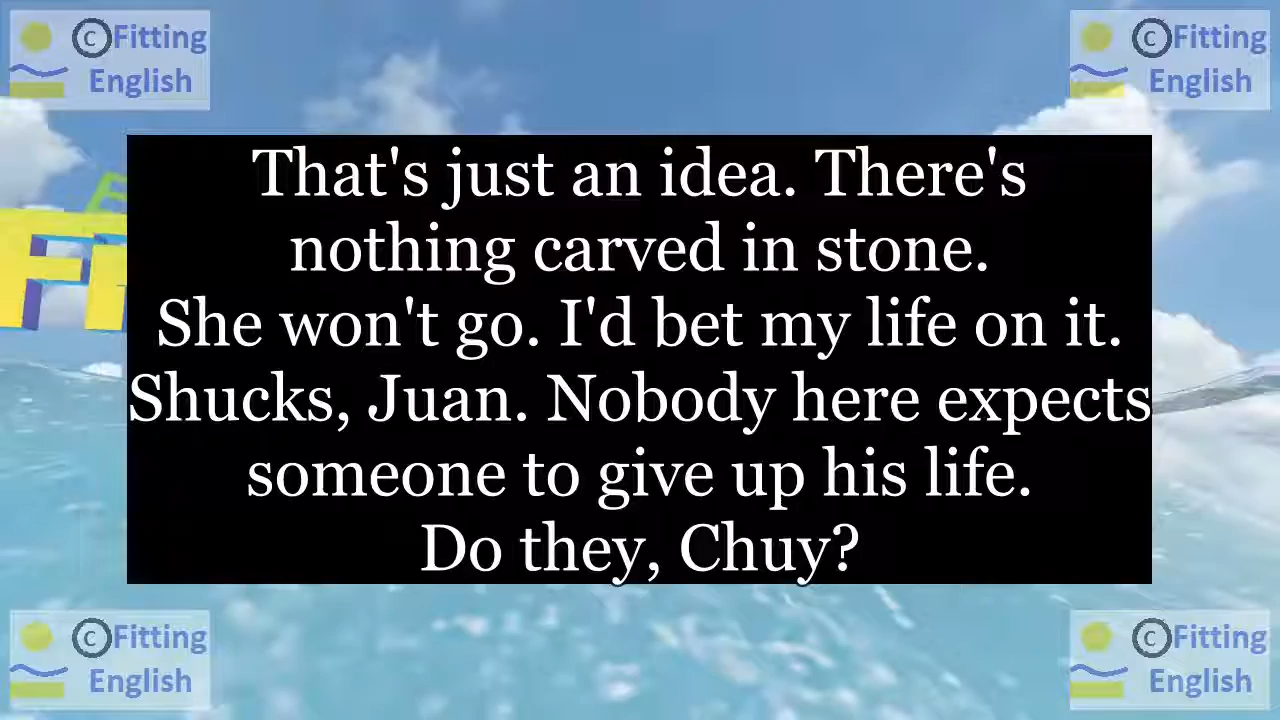 ©Fitting
English
©Fitting
English
That's just an idea. There's
nothing carved in stone.
She won't go. I'd bet my life on it.
Shucks, Juan. Nobody here expects
someone to give up his life.
Do they, Chuy?
©Fitting
English
©Fitting
English